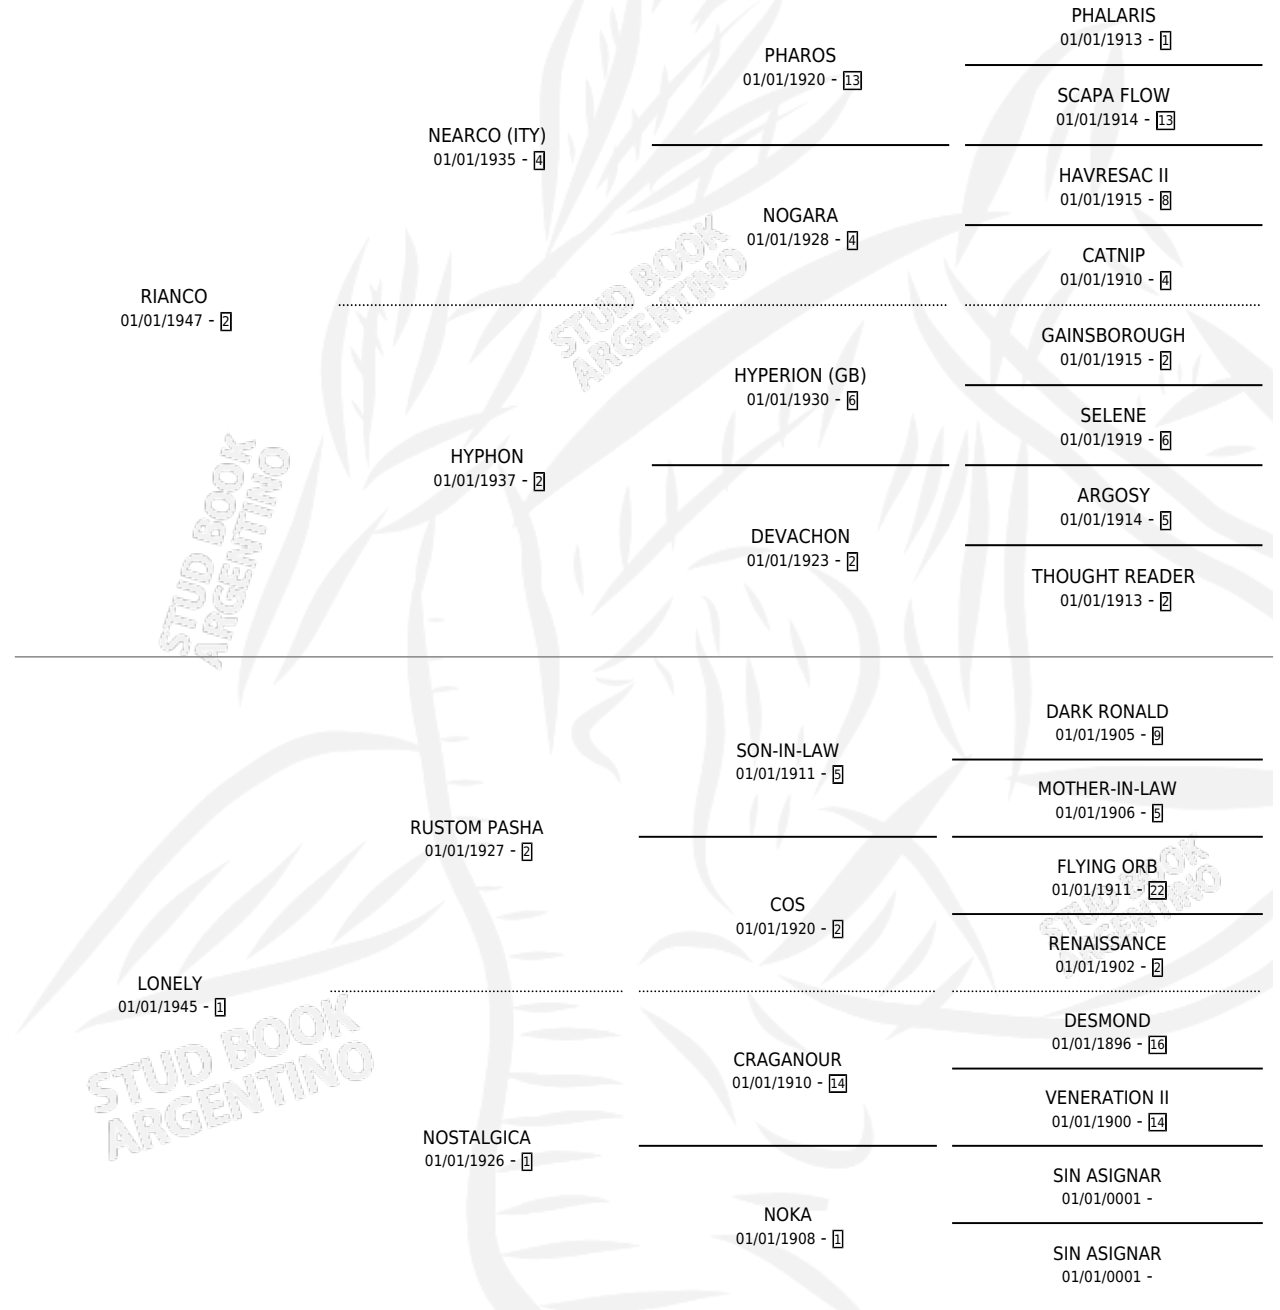 PHALARIS
01/01/1913 - 1
PHAROS
01/01/1920 - 13
SCAPA FLOW
01/01/1914 - 13
NEARCO (ITY)
01/01/1935 - 4
HAVRESAC II
01/01/1915 - 8
NOGARA
01/01/1928 - 4
CATNIP
01/01/1910 - 4
RIANCO
01/01/1947 - 2
GAINSBOROUGH
01/01/1915 - 2
HYPERION (GB)
01/01/1930 - 6
SELENE
01/01/1919 - 6
HYPHON
01/01/1937 - 2
ARGOSY
01/01/1914 - 5
DEVACHON
01/01/1923 - 2
THOUGHT READER
01/01/1913 - 2
STUD BOOK
ARGENTINO
STUD BOOK
ARGENTINO
DARK RONALD
01/01/1905 - 9
SON-IN-LAW
01/01/1911 - 5
MOTHER-IN-LAW
01/01/1906 - 5
RUSTOM PASHA
01/01/1927 - 2
FLYING ORB
01/01/1911 - 22
COS
01/01/1920 - 2
RENAISSANCE
01/01/1902 - 2
LONELY
01/01/1945 - 1
DESMOND
01/01/1896 - 16
CRAGANOUR
01/01/1910 - 14
VENERATION II
01/01/1900 - 14
NOSTALGICA
01/01/1926 - 1
SIN ASIGNAR
01/01/0001 -
NOKA
01/01/1908 - 1
SIN ASIGNAR
01/01/0001 -
STUD BOOK
ARGENTINO
STUD BOOK
ARGENTINO